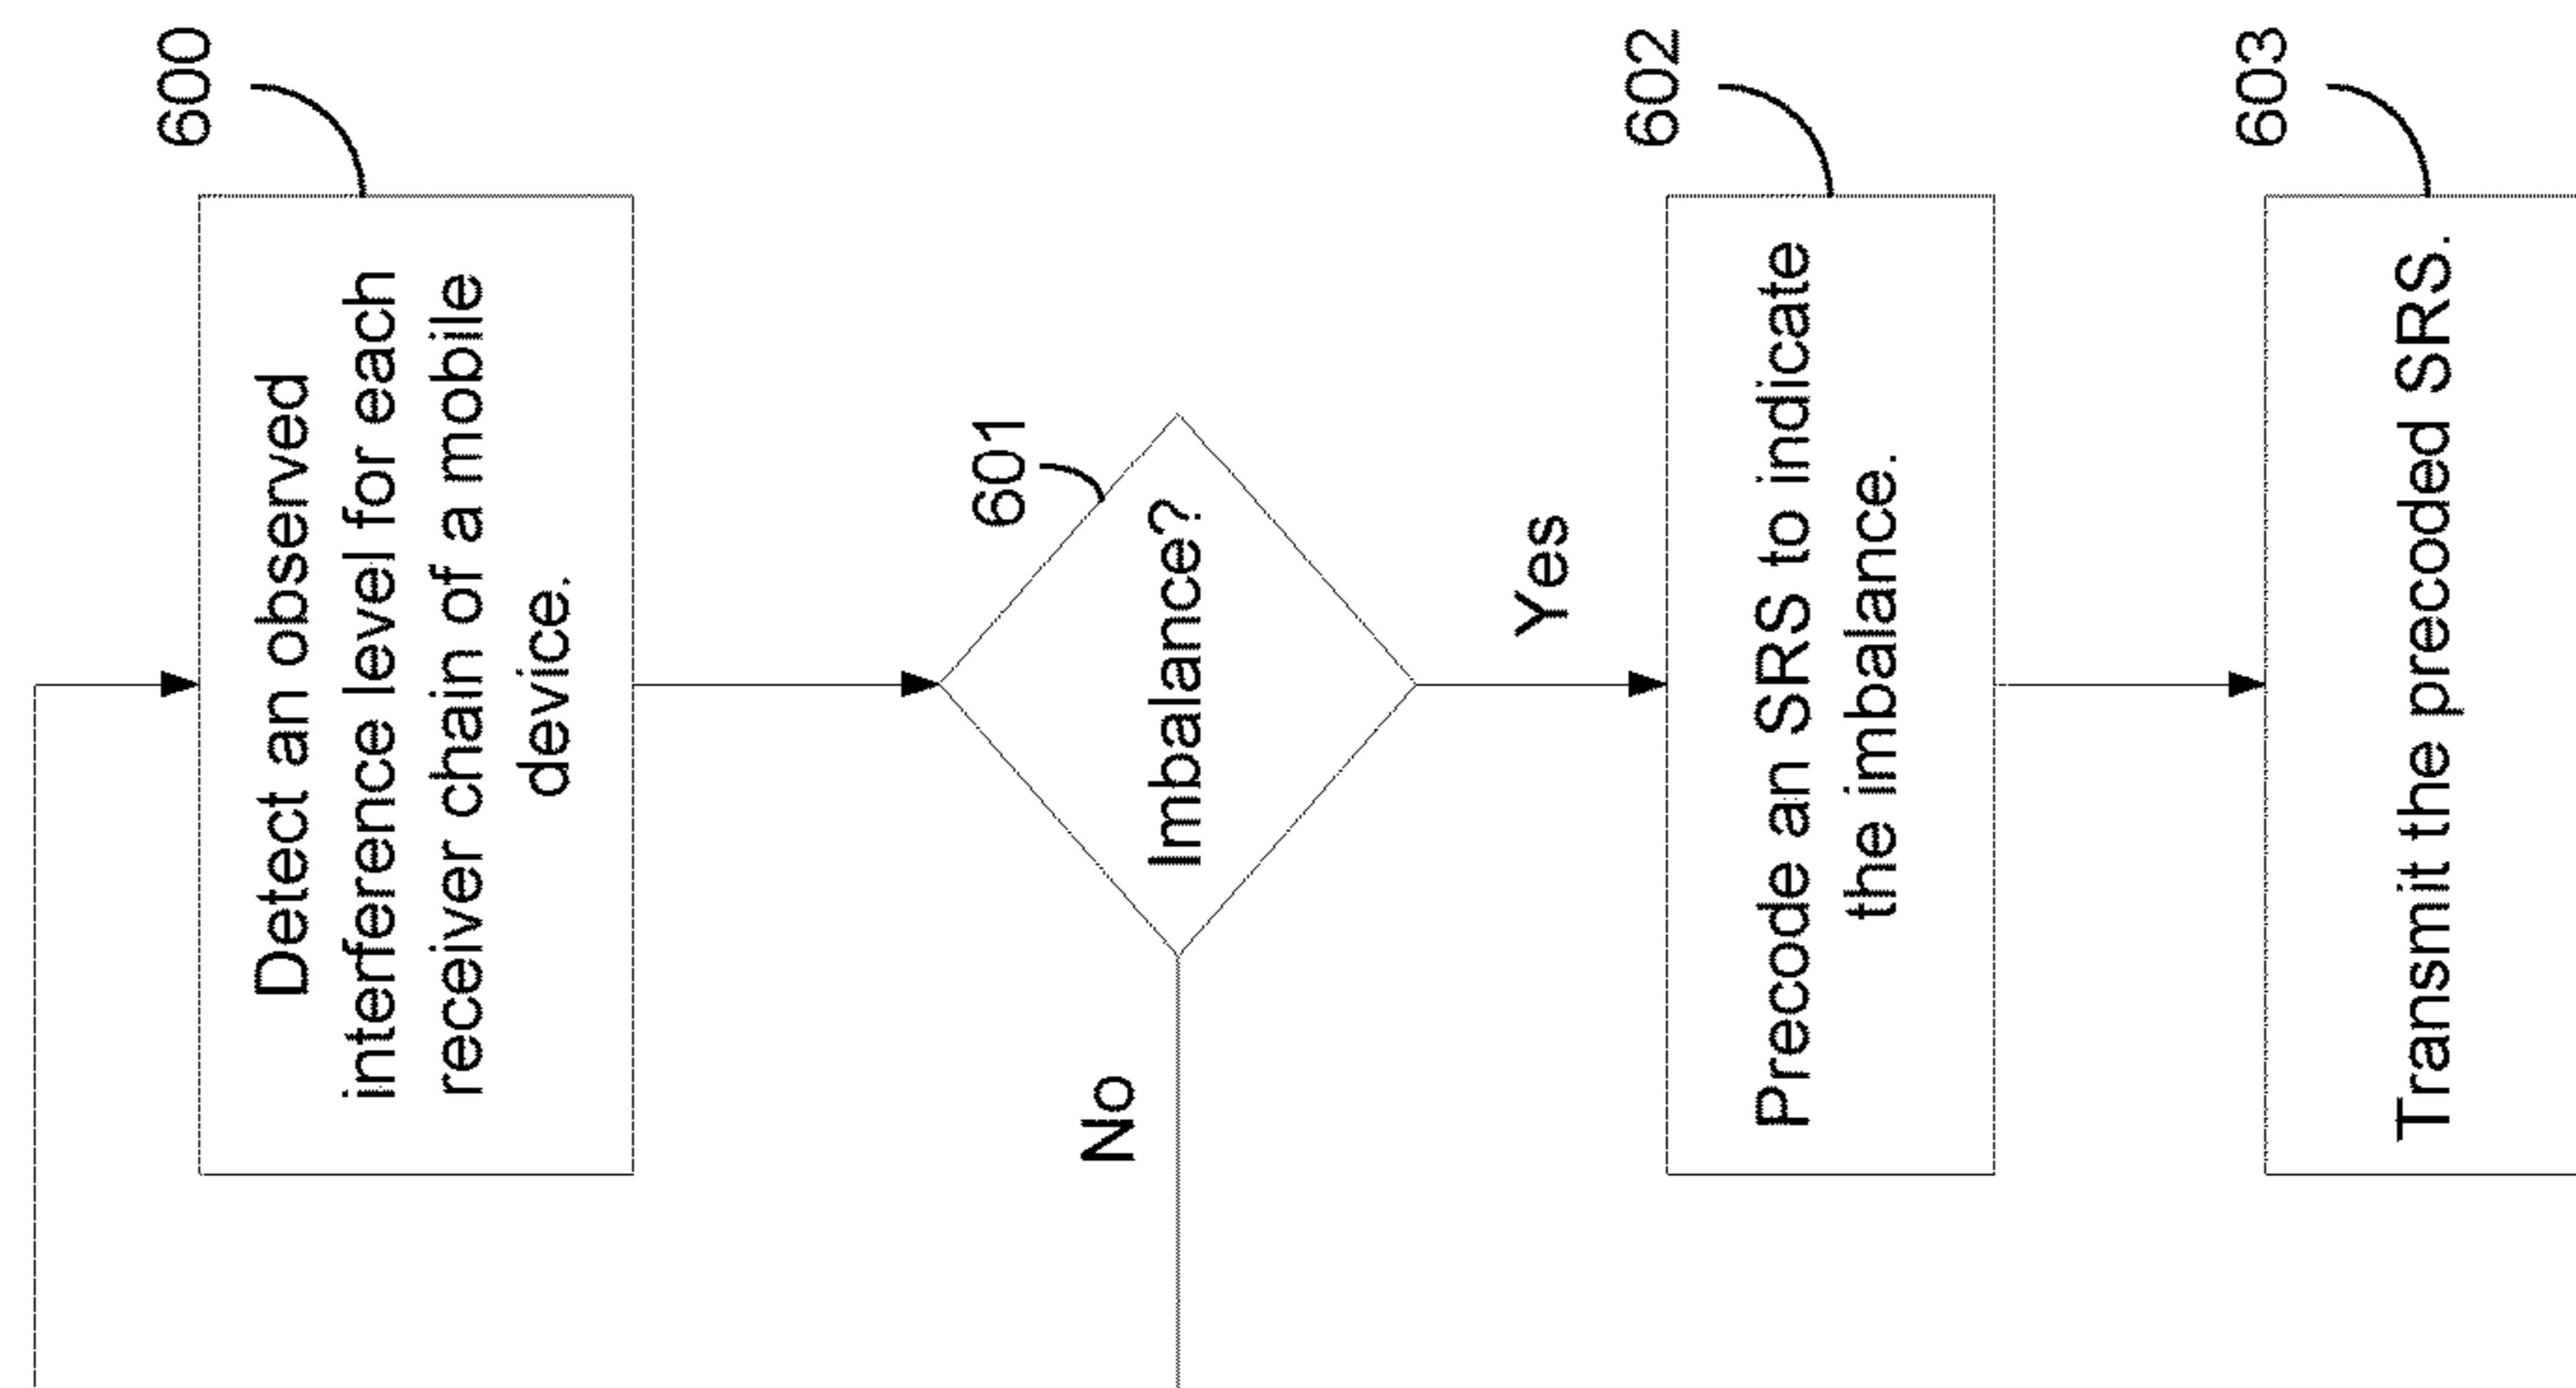 600
Detect an observed
interference level for each
receiver chain of a mobile
device.
601
Imbalance?
No
Yes
602
Precode an SRS to indicate
the imbalance.
603
Transmit the precoded SRS.